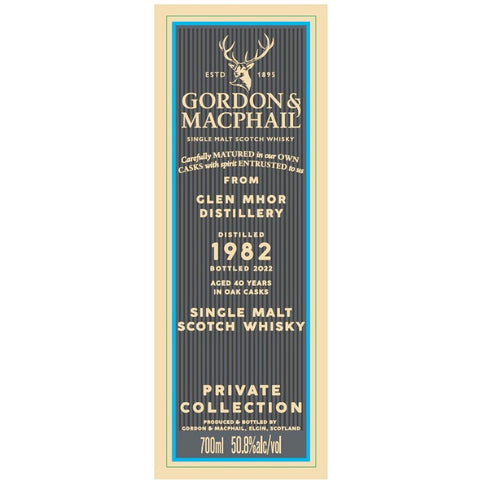 ESTD 1895
GORDON &
MACPHAIL
SINGLE MALT SCOTCH WHISKY
Carefully MATURED in our OWN
CASKS with spirit ENTRUSTED to us
FROM
GLEN MHOR
DISTILLERY
DISTILLED
1982
BOTTLED 2022
AGED 40 YEARS
IN OAK CASKS
SINGLE MALT
SCOTCH WHISKY
PRIVATE
COLLECTION
PRODUCED & BOTTLED BY
GORDON & MACPHAIL, ELGIN, SCOTLAND
700ml 50.8%alc/vol